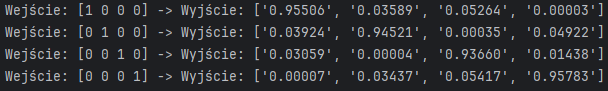 Wejście: [1 0 0 0] -> Wyjście: ['0.95506', '0.03589', '0.05264', '0.00003']
Wejście: [0 1 0 0] -> Wyjście: ['0.03924', '0.94521', '0.00035', '0.04922']
Wejście: [0 0 1 0] -> Wyjście: ['0.03059', '0.00004', '0.93660', '0.01438']
Wejście: [0 0 0 1] -> Wyjście: ['0.00007', '0.03437', '0.05417', '0.95783']